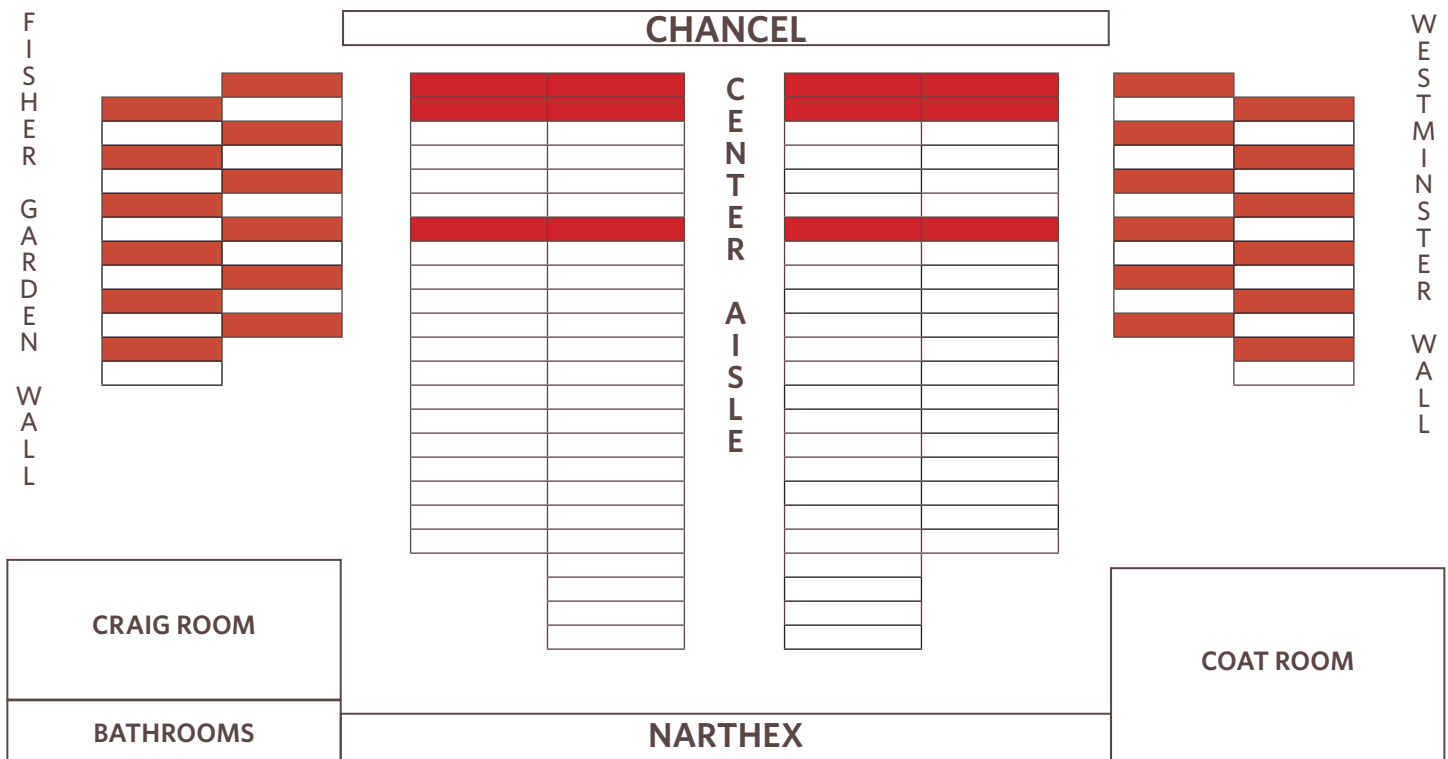 CHANCEL
FISHER GARDEN WALL
CENTER AISLE
WESTMINSTER WALL
CRAIG ROOM
COAT ROOM
BATHROOMS
NARTHEX